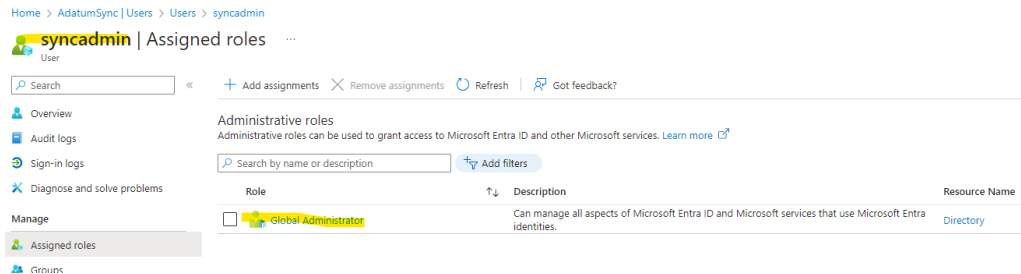 Home > AdatumSync | Users > Users > syncadmin
syncadmin | Assigned roles ...
User
Search «
Add assignments Remove assignments Refresh Got feedback?
Overview
Audit logs
Sign-in logs
Diagnose and solve problems
Manage
Assigned roles
Groups
Administrative roles
Administrative roles can be used to grant access to Microsoft Entra ID and other Microsoft services. Learn more
Search by name or description Add filters
Role Description Resource Name
Global Administrator Can manage all aspects of Microsoft Entra ID and Microsoft services that use Microsoft Entra Directory
identities.